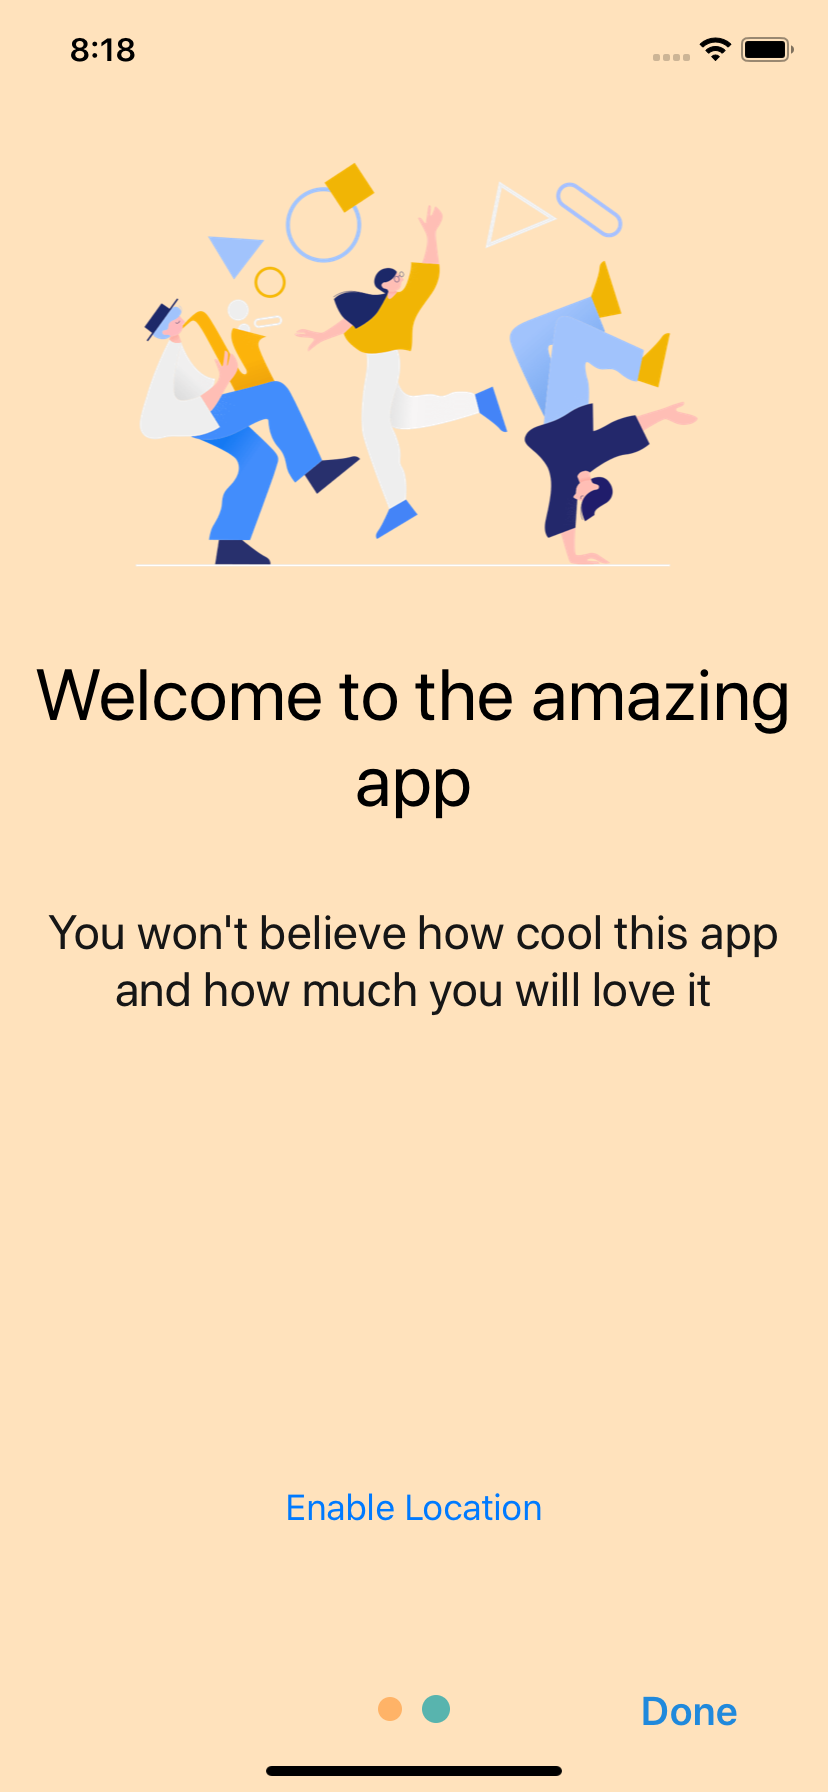 8:18
Welcome to the amazing
app
You won't believe how cool this app
and how much you will love it
Enable Location
Done